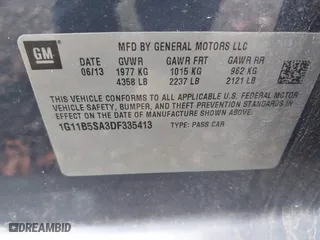 GM
MFD BY GENERAL MOTORS LLC
06/13
GVWR GAWR FRT GAWR RR
1977 KG 1015 KG 962 KG
4358 LB 2237 LB 2121 LB
THIS VEHICLE CONFORMS TO ALL APPLICABLE U.S. FEDERAL MOTOR
VEHICLE SAFETY, BUMPER, AND THEFT PREVENTION STANDARDS IN
EFFECT ON THE DATE OF MANUFACTURE SHOWN ABOVE.
1G11B5SA3DF335413 TYPE: PASS CAR
© DREAMBID